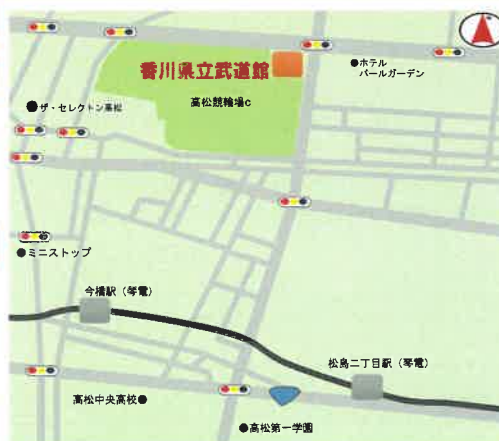 ●ホテル
パールガーデン
香川県立武道館
高松競輪場c
●ザ・セレクトン高松
●ミニストップ
今橋駅（琴電）
松島二丁目駅（琴電）
高松中央高校●
●高松第一学園